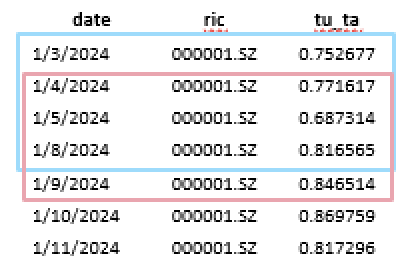 date ric tu_ta
1/3/2024 000001.SZ 0.752677
1/4/2024 000001.SZ 0.771617
1/5/2024 000001.SZ 0.687314
1/8/2024 000001.SZ 0.816565
1/9/2024 000001.SZ 0.846514
1/10/2024 000001.SZ 0.869759
1/11/2024 000001.SZ 0.817296